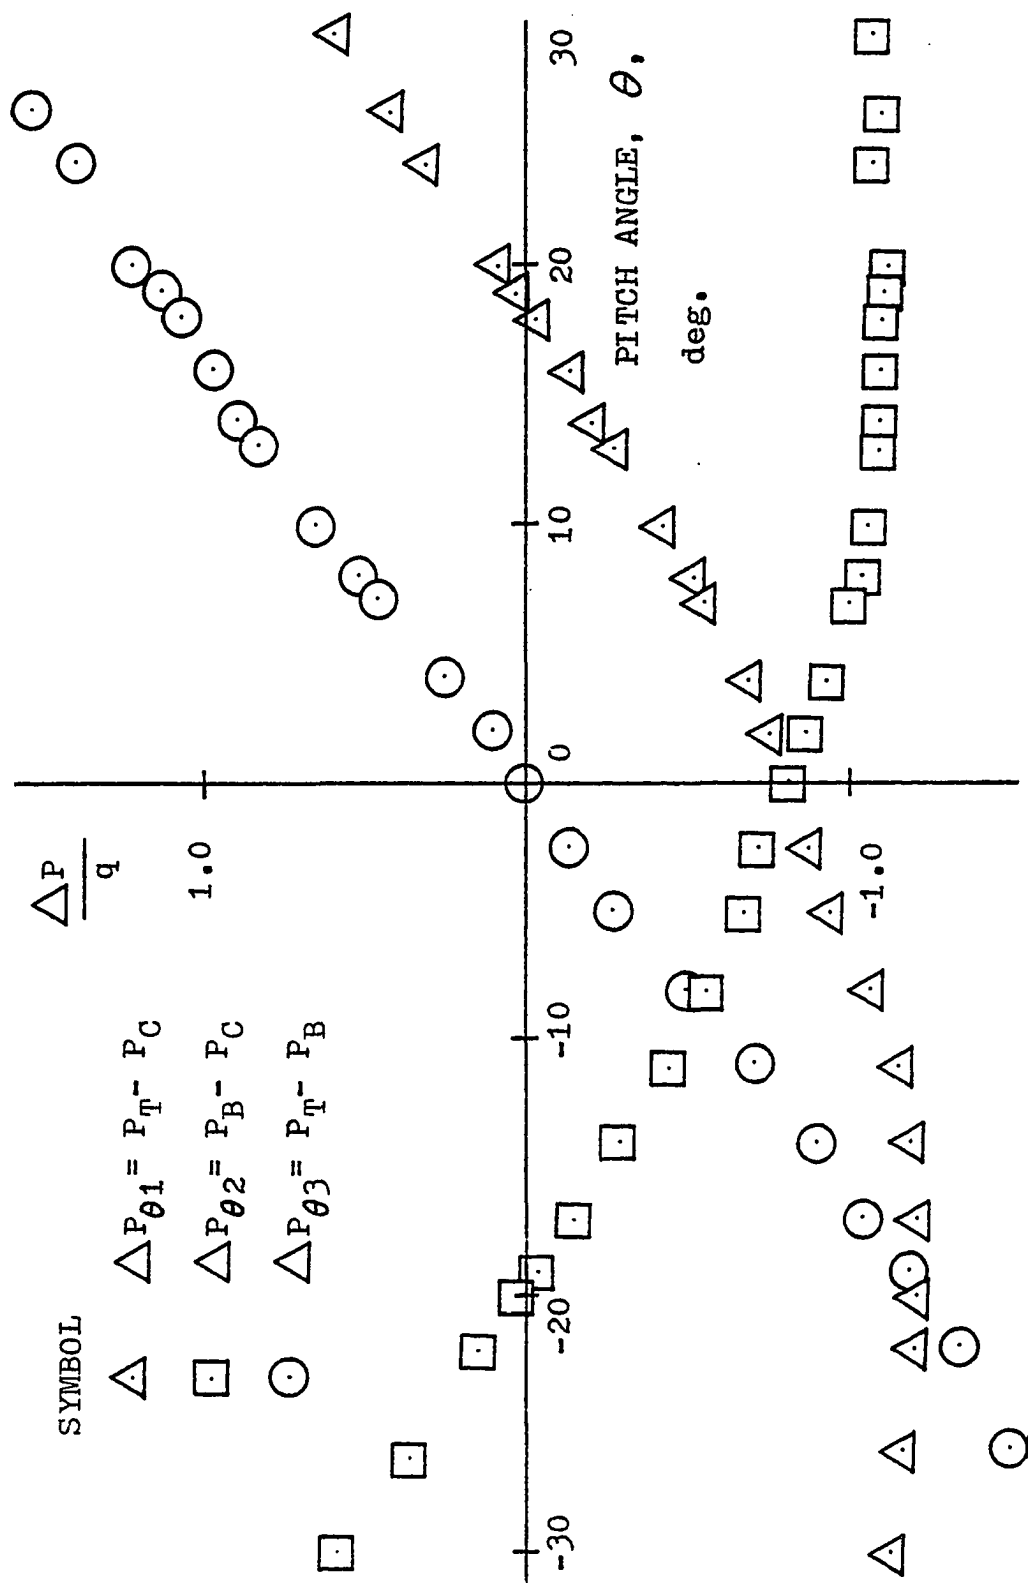 SYMBOL
△ △P_θ1 = P_T - P_C
□ △P_θ2 = P_B - P_C
○ △P_θ3 = P_T - P_B
△P
q
1.0
-1.0
-30
-20
-10
0
10
20
30
PITCH ANGLE, θ,
deg.